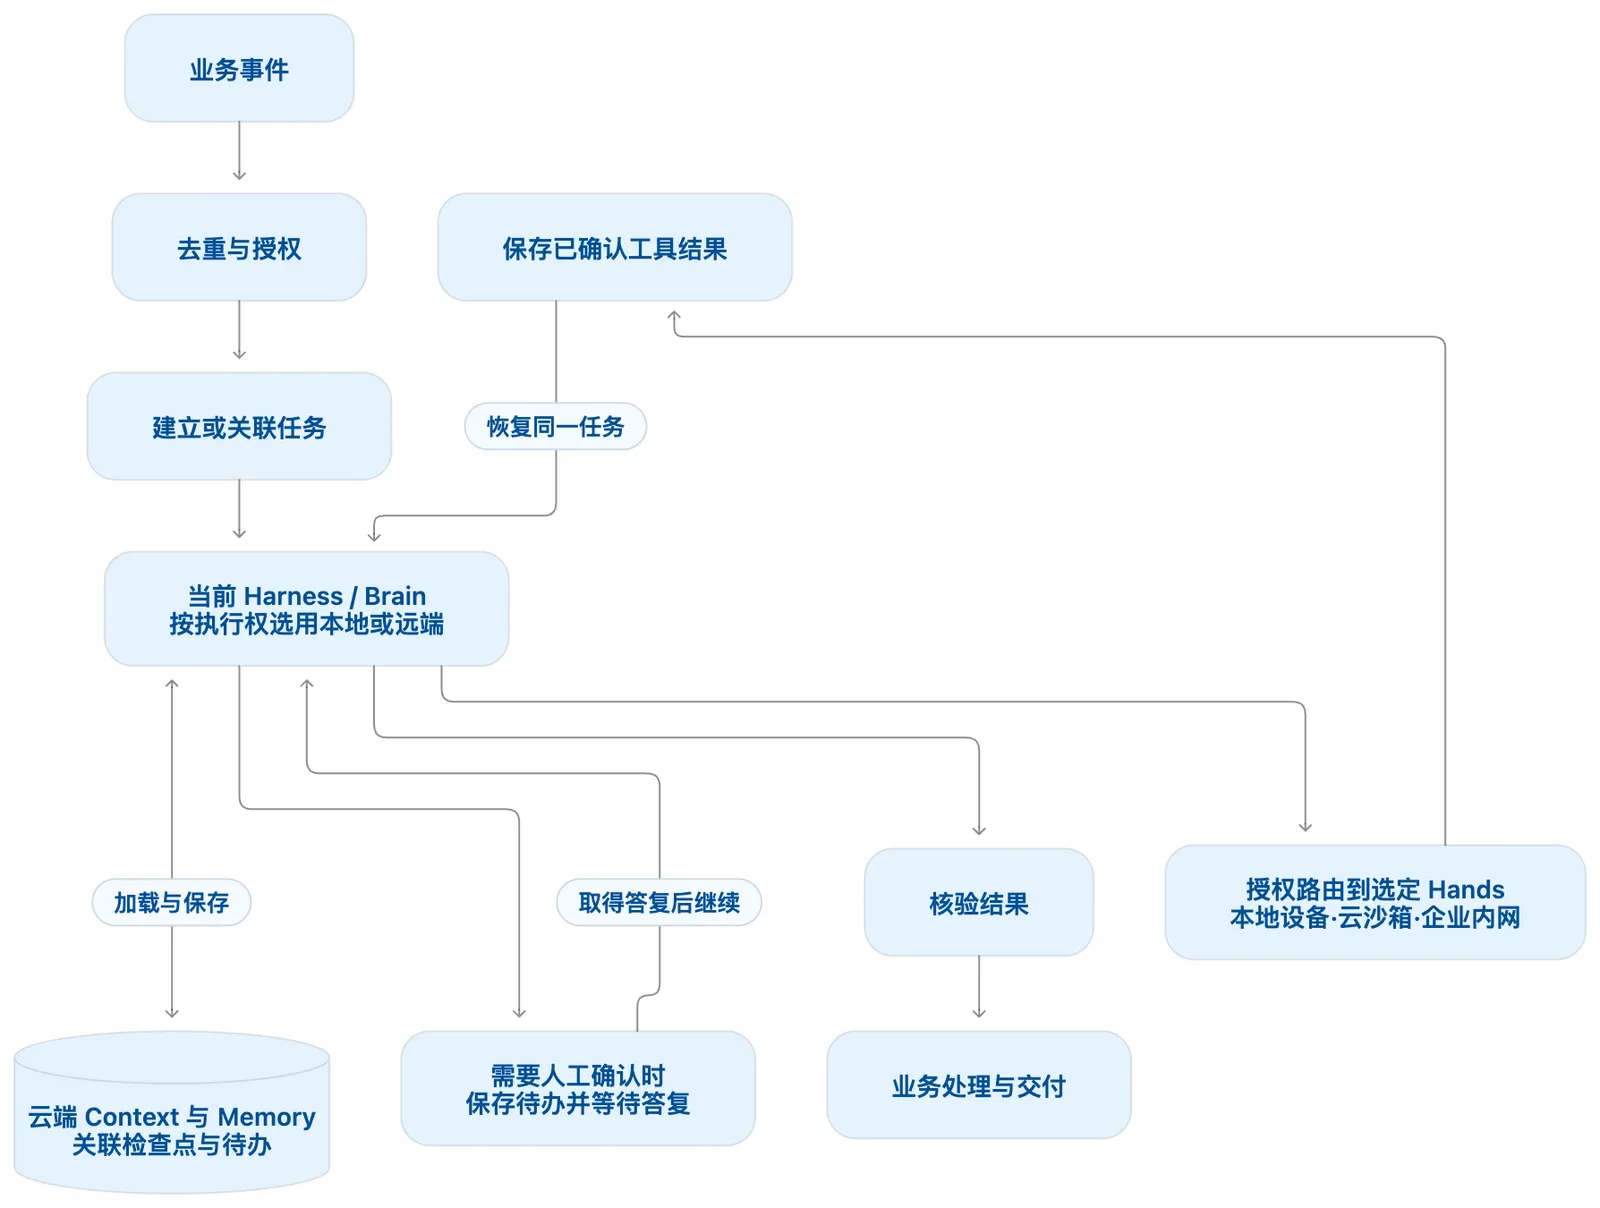 业务事件
去重与授权
保存已确认工具结果
建立或关联任务
恢复同一任务
当前 Harness / Brain
按执行权选用本地或远端
加载与保存
取得答复后继续
核验结果
授权路由到选定 Hands
本地设备·云沙箱·企业内网
云端 Context 与 Memory
关联检查点与待办
需要人工确认时
保存待办并等待答复
业务处理与交付